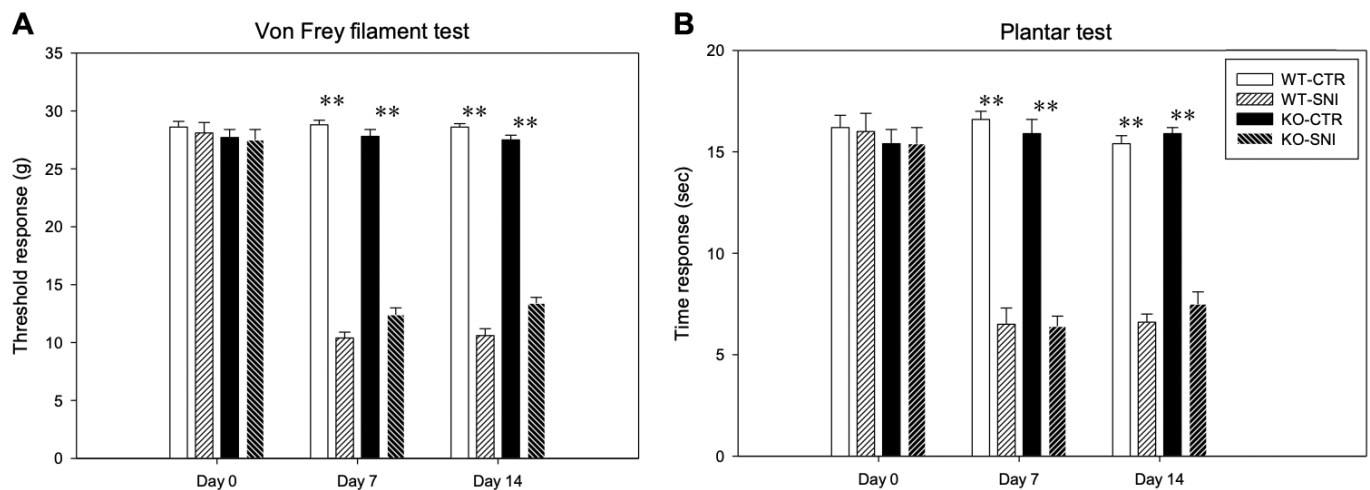 A
Von Frey filament test
Threshold response (g)
35
30
25
20
15
10
5
0
** ** ** **
Day 0 Day 7 Day 14
B
Plantar test
Time response (sec)
20
15
10
5
0
** ** ** **
Day 0 Day 7 Day 14
WT-CTR
WT-SNI
KO-CTR
KO-SNI